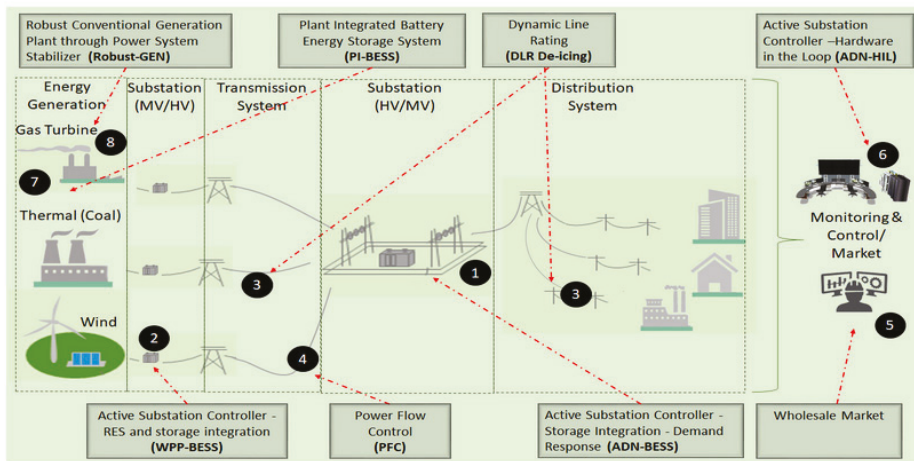 Robust Conventional Generation
Plant through Power System
Stabilizer (Robust-GEN)
Plant Integrated Battery
Energy Storage System
(PI-BESS)
Dynamic Line
Rating
(DLR De-icing)
Active Substation
Controller –Hardware
in the Loop (ADN-HIL)
Energy
Generation
Substation
(MV/HV)
Transmission
System
Substation
(HV/MV)
Distribution
System
Gas Turbine
8
7
6
Thermal (Coal)
Monitoring &
Control/
Market
3
1
3
Wind
2
4
5
Active Substation Controller -
RES and storage integration
(WPP-BESS)
Power Flow
Control
(PFC)
Active Substation Controller -
Storage Integration - Demand
Response (ADN-BESS)
Wholesale Market